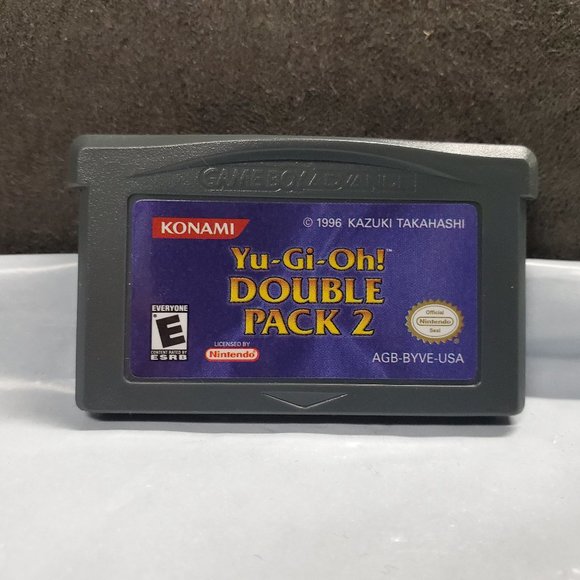 GAME BOY ADVANCE
KONAMI
© 1996 KAZUKI TAKAHASHI
Yu-Gi-Oh!™
DOUBLE
PACK 2
EVERYONE
E
CONTENT RATED BY
ESRB
LICENSED BY
Nintendo
Official
Nintendo
Seal
AGB-BYVE-USA